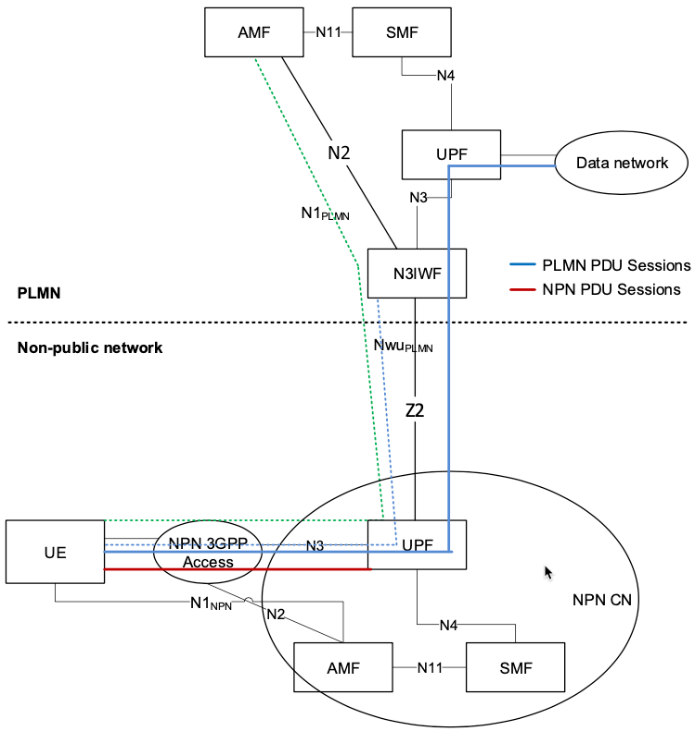 AMF
N11
SMF
N4
N2
UPF
Data network
N3
N1PLMN
N3IWF
PLMN PDU Sessions
NPN PDU Sessions
PLMN
Non-public network
NwuPLMN
Z2
UE
NPN 3GPP
Access
N3
UPF
NPN CN
N1NPN
N2
N4
AMF
N11
SMF